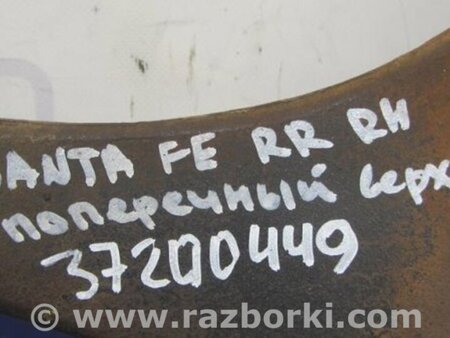 SANTA FE RR RH
поперечный верх
37200449
www.razborki.com